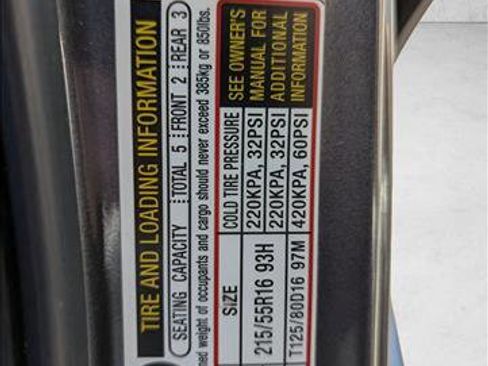 TIRE AND LOADING INFORMATION
SEATING CAPACITY TOTAL 5 FRONT 2 REAR 3
weight of occupants and cargo should never exceed 385kg or 850lbs.
SIZE COLD TIRE PRESSURE SEE OWNER'S
215/55R16 93H 220KPA, 32PSI MANUAL FOR
220KPA, 32PSI ADDITIONAL
T125/80D16 97M 420KPA, 60PSI INFORMATION